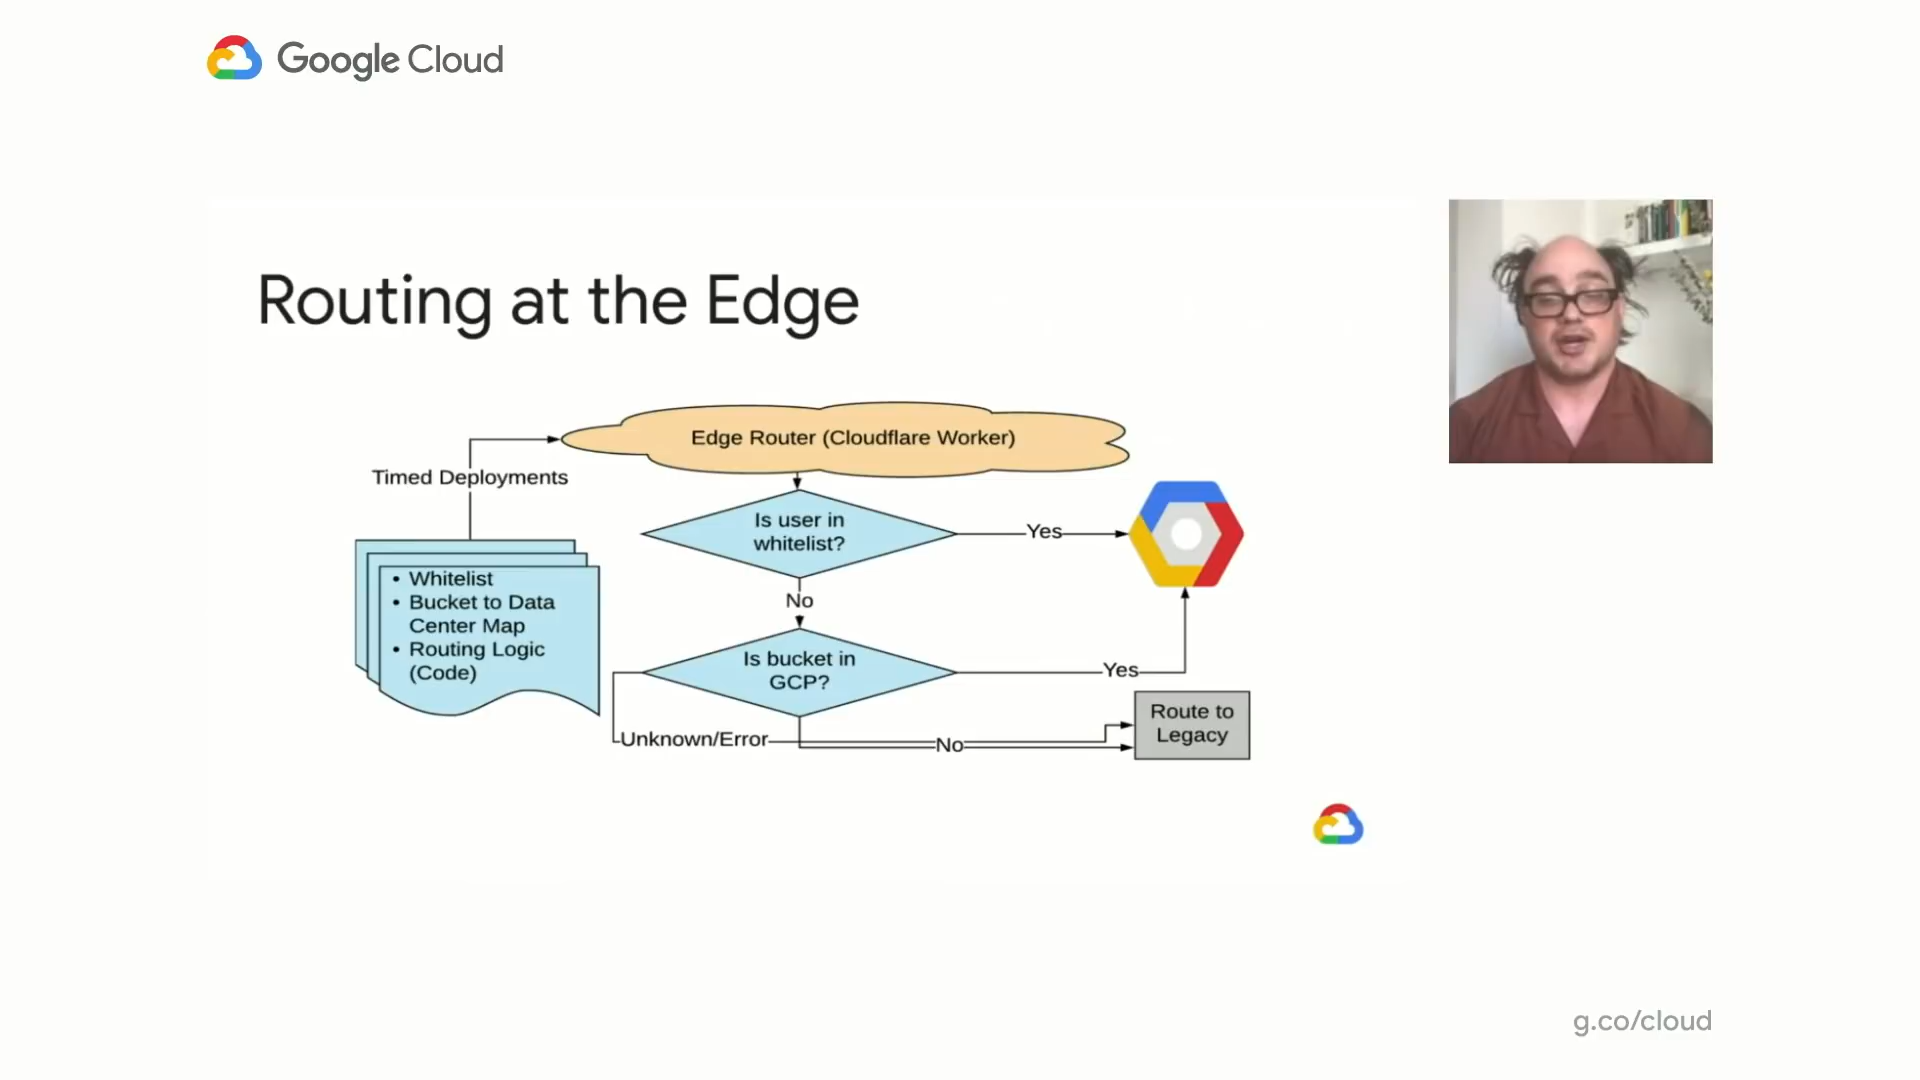 Google Cloud
Routing at the Edge
Edge Router (Cloudflare Worker)
Timed Deployments
Is user in
whitelist?
Yes
No
• Whitelist
• Bucket to Data
Center Map
• Routing Logic
(Code)
Is bucket in
GCP?
Yes
Route to
Legacy
Unknown/Error
No
g.co/cloud